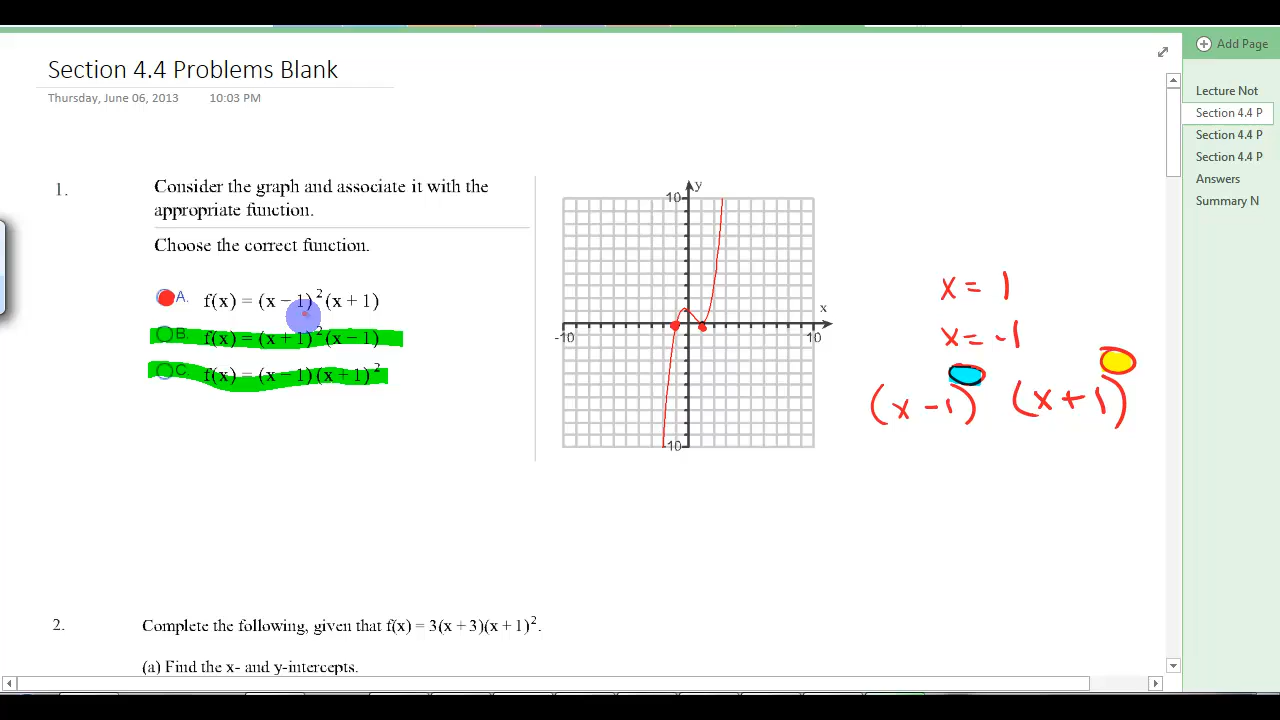 Section 4.4 Problems Blank
Thursday, June 06, 2013 10:03 PM
1.
Consider the graph and associate it with the
appropriate function.
Choose the correct function.
A. f(x) = (x − 1)²(x + 1)
B. f(x) = (x + 1)²(x − 1)
C. f(x) = (x − 1)(x + 1)²
y
10
x
-10
10
-10
x = 1
x = -1
(x - 1) (x + 1)
2.
Complete the following, given that f(x) = 3(x + 3)(x + 1)².
(a) Find the x- and y-intercepts.
Add Page
Lecture Not
Section 4.4 P
Section 4.4 P
Section 4.4 P
Answers
Summary N